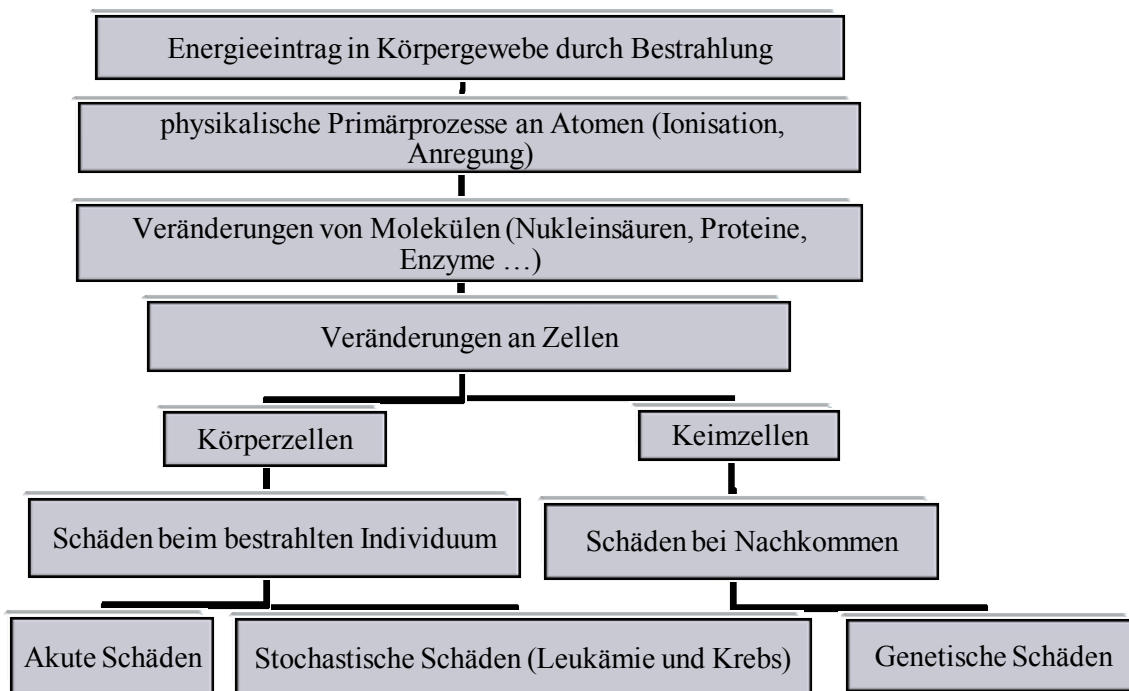 Energieeintrag in Körpergewebe durch Bestrahlung
physikalische Primärprozesse an Atomen (Ionisation,
Anregung)
Veränderungen von Molekülen (Nukleinsäuren, Proteine,
Enzyme …)
Veränderungen an Zellen
Körperzellen
Keimzellen
Schäden beim bestrahlten Individuum
Schäden bei Nachkommen
Akute Schäden
Stochastische Schäden (Leukämie und Krebs)
Genetische Schäden